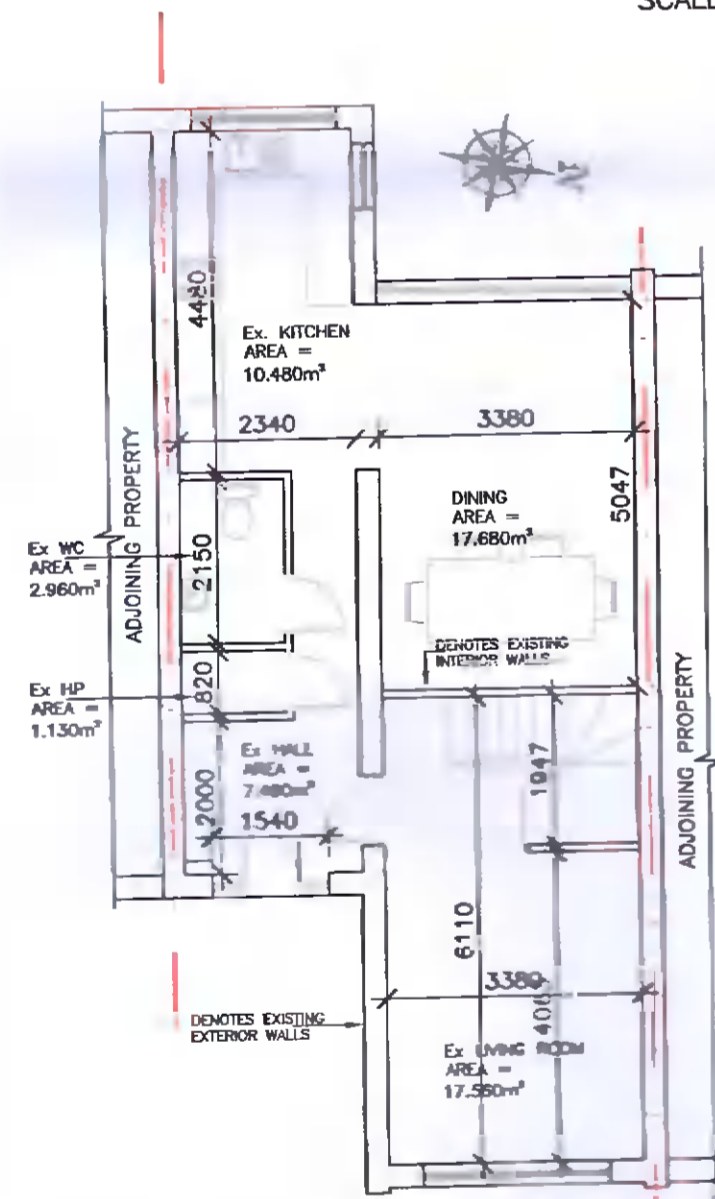 SCALE
4480
Ex. KITCHEN
AREA =
10.480m²
2340
3380
ADJOINING PROPERTY
DINING
AREA =
17.680m²
5047
Ex WC
AREA =
2.960m²
2150
DENOTES EXISTING
INTERIOR WALLS
Ex HP
AREA =
1.130m²
820
Ex HALL
AREA =
7.480m²
2000
1540
1947
ADJOINING PROPERTY
6110
3380
DENOTES EXISTING
EXTERIOR WALLS
Ex LIVING ROOM
AREA =
17.560m²